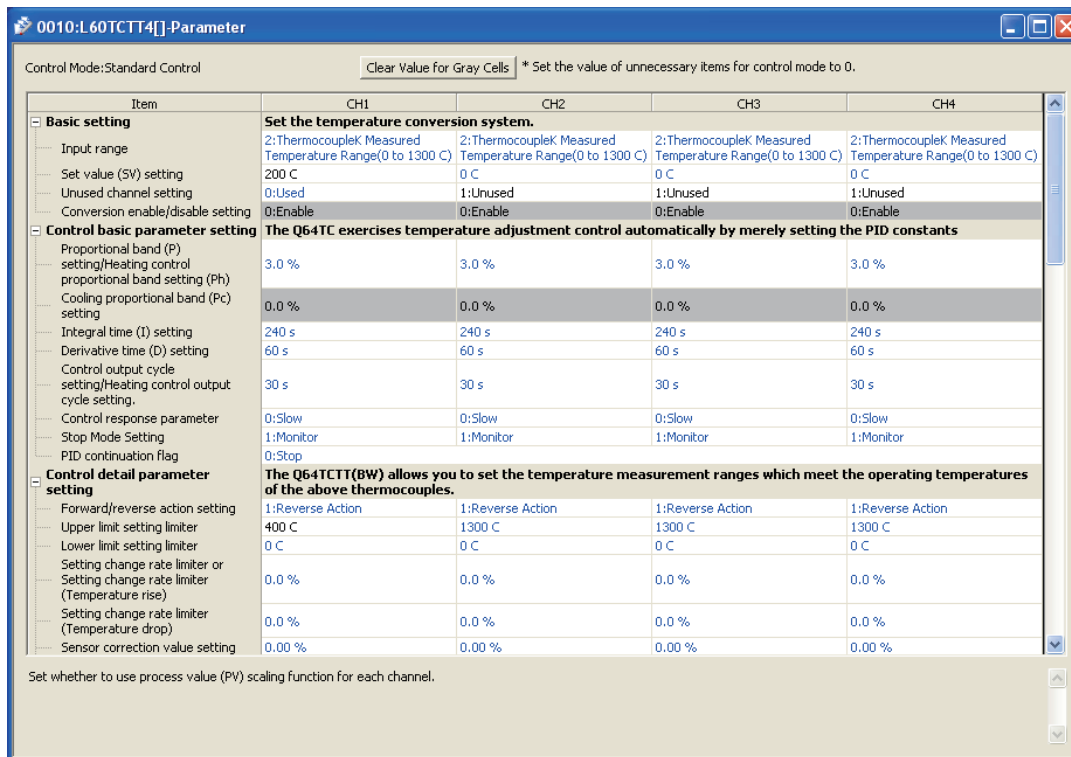 0010:L60TCTT4[]-Parameter
Control Mode:Standard Control Clear Value for Gray Cells * Set the value of unnecessary items for control mode to 0.
Item CH1 CH2 CH3 CH4
Basic setting Set the temperature conversion system.
Input range 2:ThermocoupleK Measured Temperature Range(0 to 1300 C) 2:ThermocoupleK Measured Temperature Range(0 to 1300 C) 2:ThermocoupleK Measured Temperature Range(0 to 1300 C) 2:ThermocoupleK Measured Temperature Range(0 to 1300 C)
Set value (SV) setting 200 C 0 C 0 C 0 C
Unused channel setting 0:Used 1:Unused 1:Unused 1:Unused
Conversion enable/disable setting 0:Enable 0:Enable 0:Enable 0:Enable
Control basic parameter setting The Q64TC exercises temperature adjustment control automatically by merely setting the PID constants
Proportional band (P)
setting/Heating control
proportional band setting (Ph) 3.0 % 3.0 % 3.0 % 3.0 %
Cooling proportional band (Pc)
setting 0.0 % 0.0 % 0.0 % 0.0 %
Integral time (I) setting 240 s 240 s 240 s 240 s
Derivative time (D) setting 60 s 60 s 60 s 60 s
Control output cycle
setting/Heating control output
cycle setting. 30 s 30 s 30 s 30 s
Control response parameter 0:Slow 0:Slow 0:Slow 0:Slow
Stop Mode Setting 1:Monitor 1:Monitor 1:Monitor 1:Monitor
PID continuation flag 0:Stop
Control detail parameter
setting
The Q64TCTT(BW) allows you to set the temperature measurement ranges which meet the operating temperatures
of the above thermocouples.
Forward/reverse action setting 1:Reverse Action 1:Reverse Action 1:Reverse Action 1:Reverse Action
Upper limit setting limiter 400 C 1300 C 1300 C 1300 C
Lower limit setting limiter 0 C 0 C 0 C 0 C
Setting change rate limiter or
Setting change rate limiter
(Temperature rise) 0.0 % 0.0 % 0.0 % 0.0 %
Setting change rate limiter
(Temperature drop) 0.0 % 0.0 % 0.0 % 0.0 %
Sensor correction value setting 0.00 % 0.00 % 0.00 % 0.00 %
Set whether to use process value (PV) scaling function for each channel.